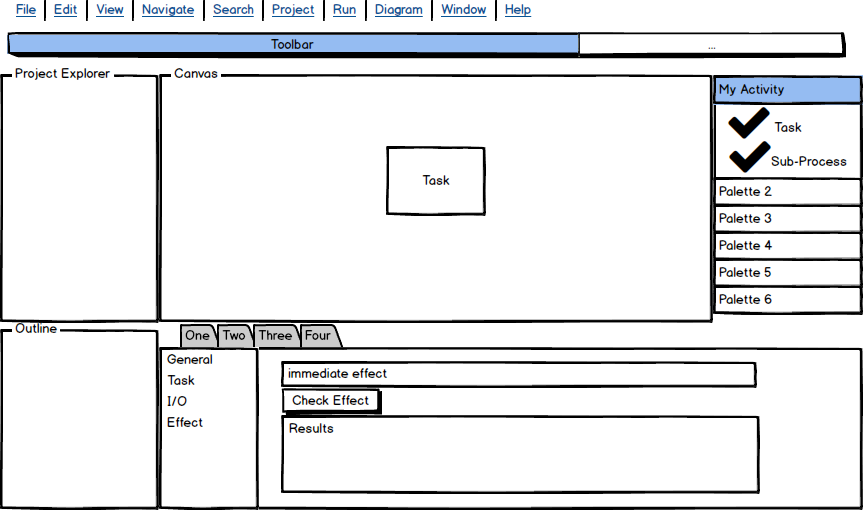 File Edit View Navigate Search Project Run Diagram Window Help
Toolbar ...
Project Explorer
Canvas
Task
My Activity
Task
Sub-Process
Palette 2
Palette 3
Palette 4
Palette 5
Palette 6
Outline
One Two Three Four
General
Task
I/O
Effect
immediate effect
Check Effect
Results